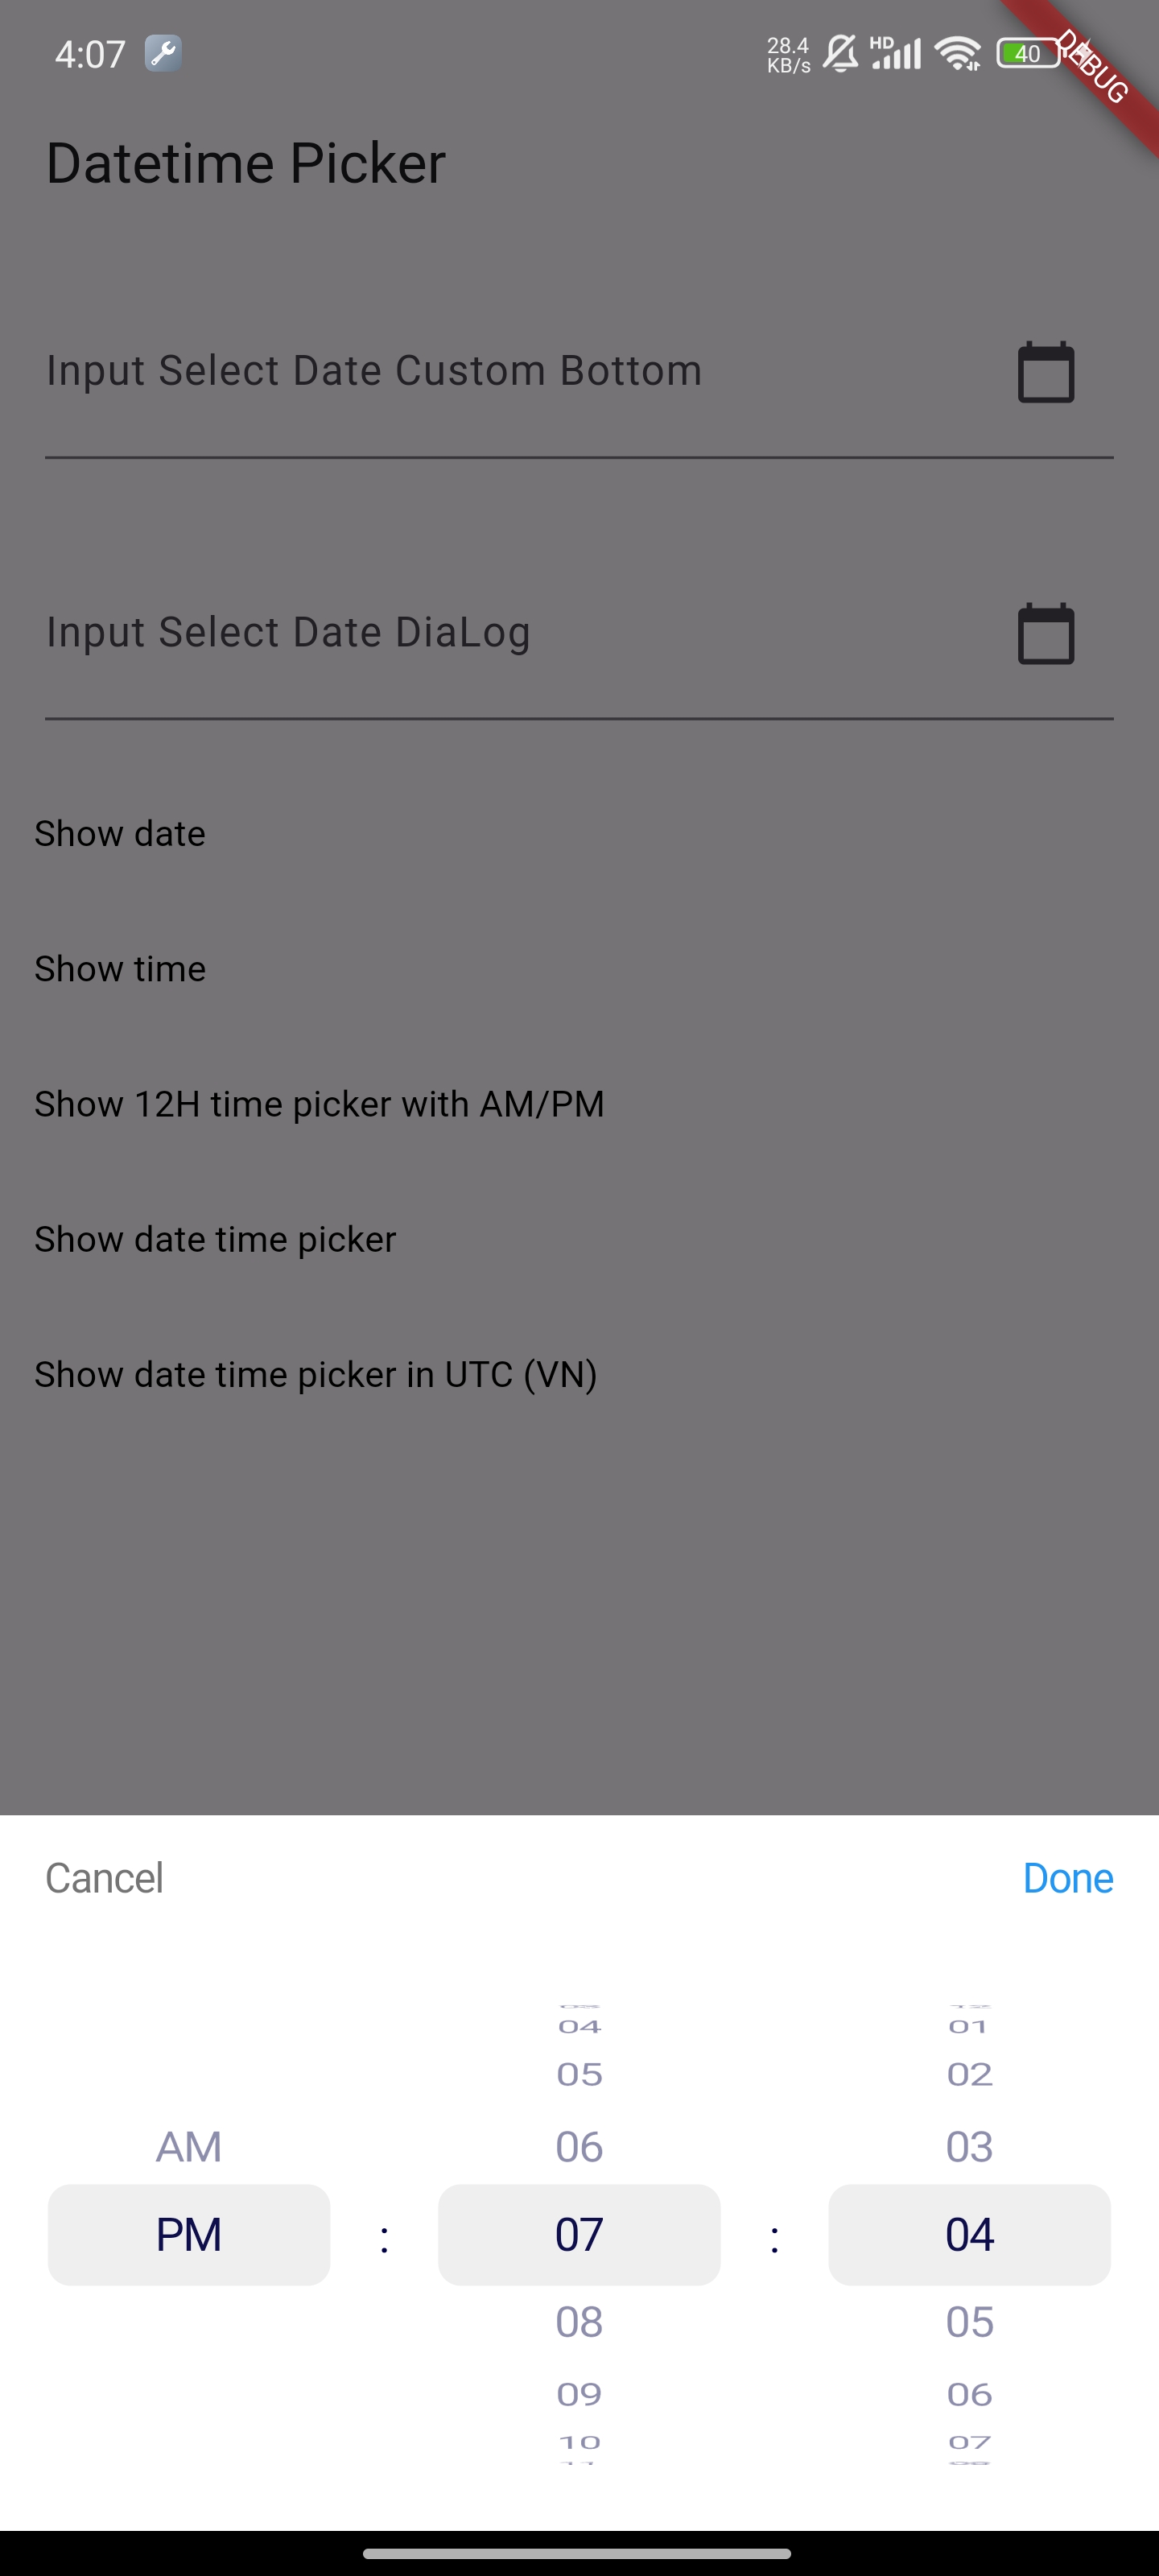 4:07
28.4
KB/s
HD
40
DEBUG
Datetime Picker
Input Select Date Custom Bottom
Input Select Date DiaLog
Show date
Show time
Show 12H time picker with AM/PM
Show date time picker
Show date time picker in UTC (VN)
Cancel Done
04 01
05 02
AM 06 03
PM : 07 : 04
08 05
09 06
10 07